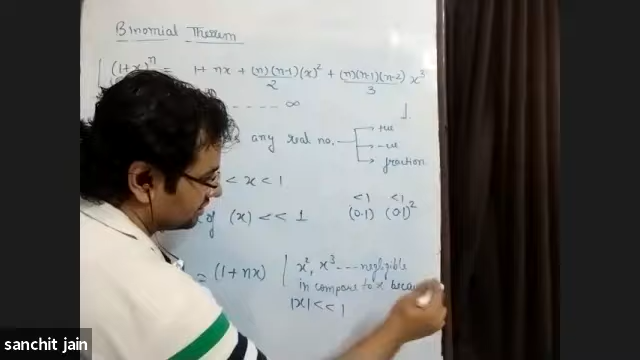 Binomial Theorem
(1+x)^n = 1 + nx + (n)(n-1)/2 (x)^2 + (n)(n-1)(n-2)/3 x^3
- - - - - - ∞
1
any real no. → +ve
→ -ve
→ fraction
< x < 1
<1 <1
of (x) << 1 (0.1) (0.1)^2
= (1 + nx) | x^2, x^3 --- negligible
in compare to x becau
|x| << 1
sanchit jain